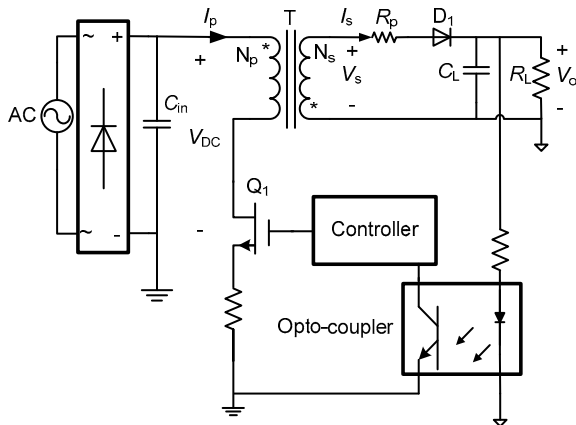 Ip T Is Rp D1
~ + + Np * Ns + CL RL Vo
AC Cin Vs
VDC * - -
~ - - Q1
Controller
Opto-coupler